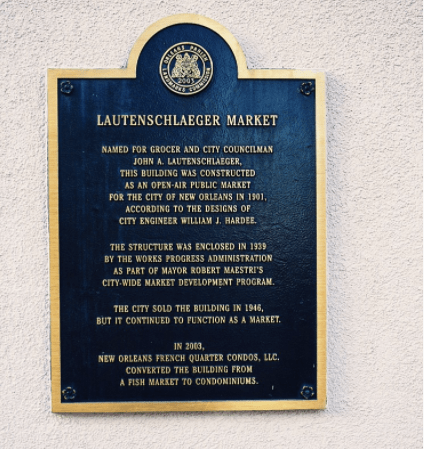 ORLEANS PARISH
LANDMARKS COMMISSION
2003
LAUTENSCHLAEGER MARKET
NAMED FOR GROCER AND CITY COUNCILMAN
JOHN A. LAUTENSCHLAEGER,
THIS BUILDING WAS CONSTRUCTED
AS AN OPEN-AIR PUBLIC MARKET
FOR THE CITY OF NEW ORLEANS IN 1901,
ACCORDING TO THE DESIGNS OF
CITY ENGINEER WILLIAM J. HARDEE.
THE STRUCTURE WAS ENCLOSED IN 1939
BY THE WORKS PROGRESS ADMINISTRATION
AS PART OF MAYOR ROBERT MAESTRI'S
CITY-WIDE MARKET DEVELOPMENT PROGRAM.
THE CITY SOLD THE BUILDING IN 1946,
BUT IT CONTINUED TO FUNCTION AS A MARKET.
IN 2003,
NEW ORLEANS FRENCH QUARTER CONDOS, LLC.
CONVERTED THE BUILDING FROM
A FISH MARKET TO CONDOMINIUMS.